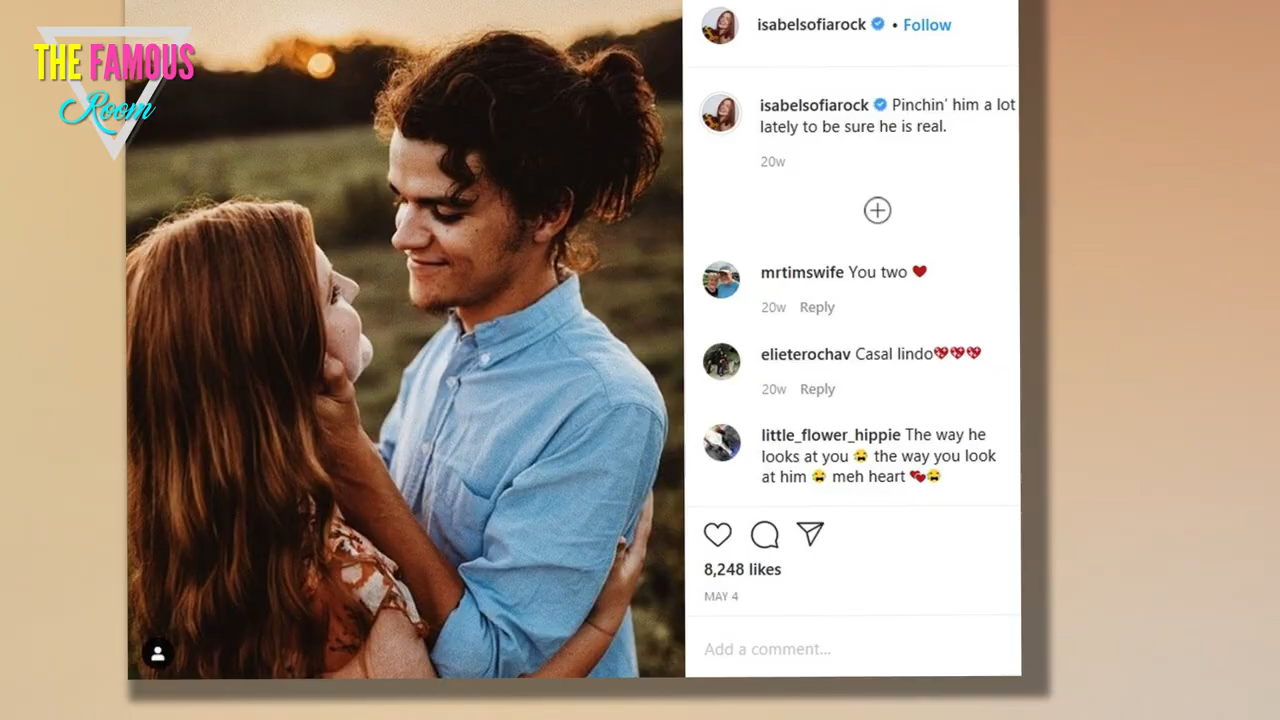 THE FAMOUS
Room
isabelsofiarock • Follow
isabelsofiarock Pinchin' him a lot
lately to be sure he is real.
20w
mrtimswife You two ❤
20w Reply
elieterochav Casal lindo💖💖💖
20w Reply
little_flower_hippie The way he
looks at you 😭 the way you look
at him 😭 meh heart 💕😭
8,248 likes
MAY 4
Add a comment...